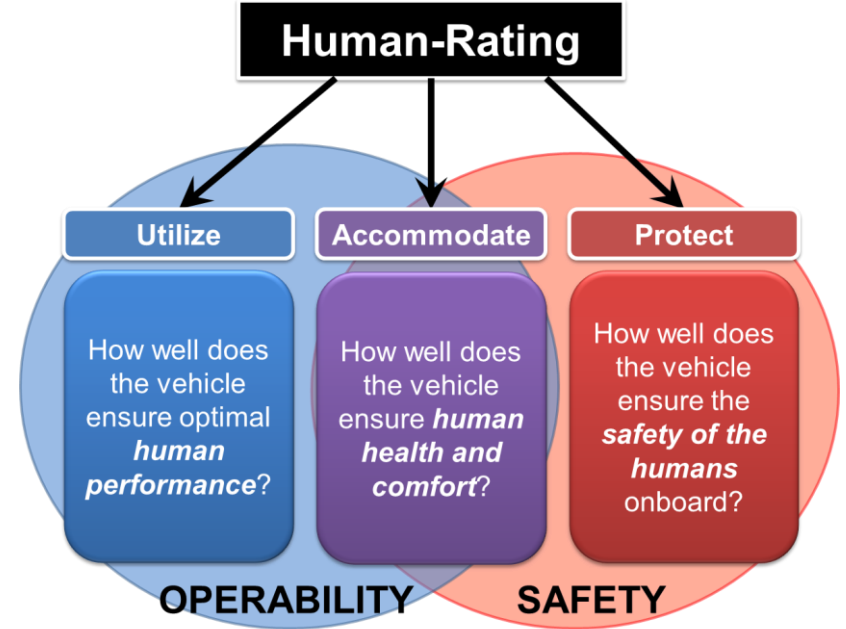 Human-Rating
Utilize
Accommodate
Protect
How well does
the vehicle
ensure optimal
human
performance?
How well does
the vehicle
ensure human
health and
comfort?
How well does
the vehicle
ensure the
safety of the
humans
onboard?
OPERABILITY
SAFETY